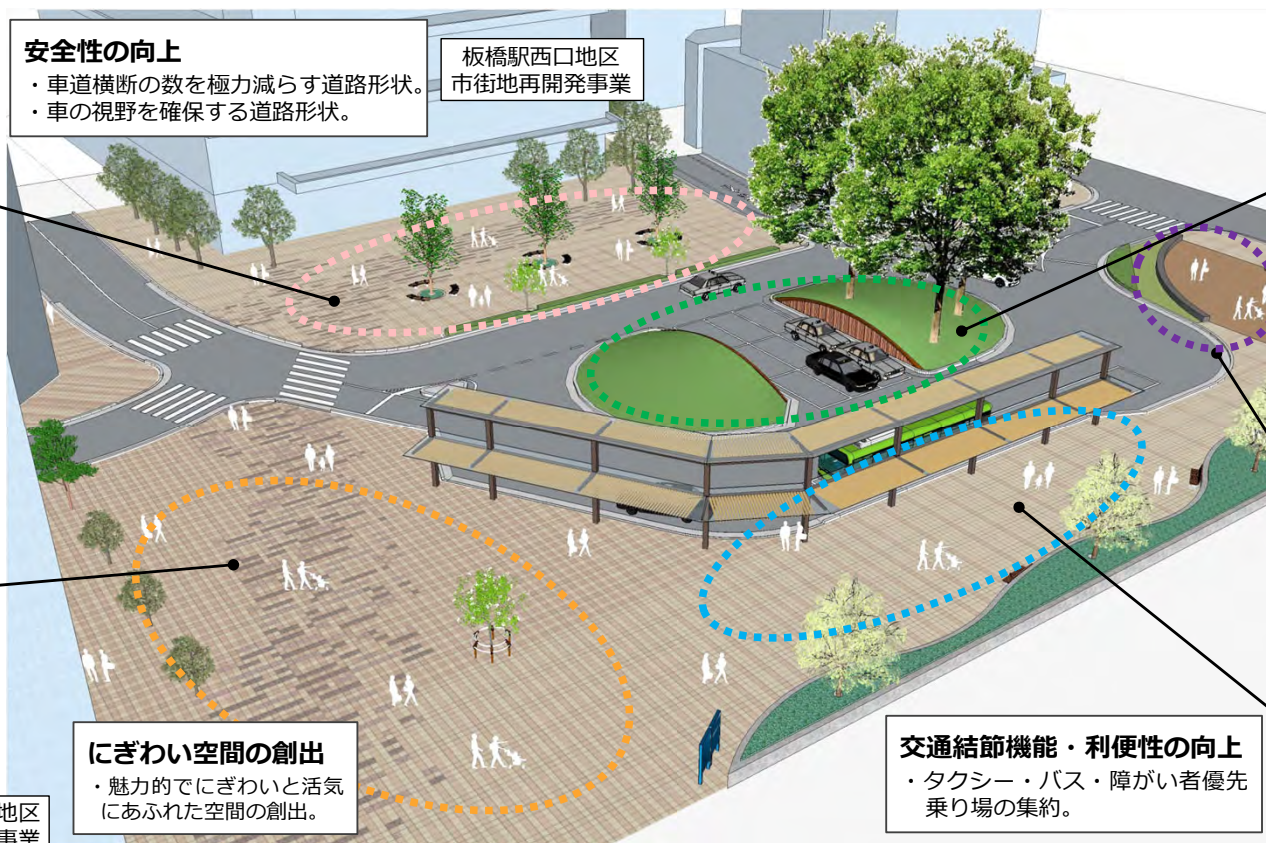 安全性の向上
・車道横断の数を極力減らす道路形状。
・車の視野を確保する道路形状。
板橋駅西口地区
市街地再開発事業
にぎわい空間の創出
・魅力的でにぎわいと活気
にあふれた空間の創出。
交通結節機能・利便性の向上
・タクシー・バス・障がい者優先
乗り場の集約。
地区
事業